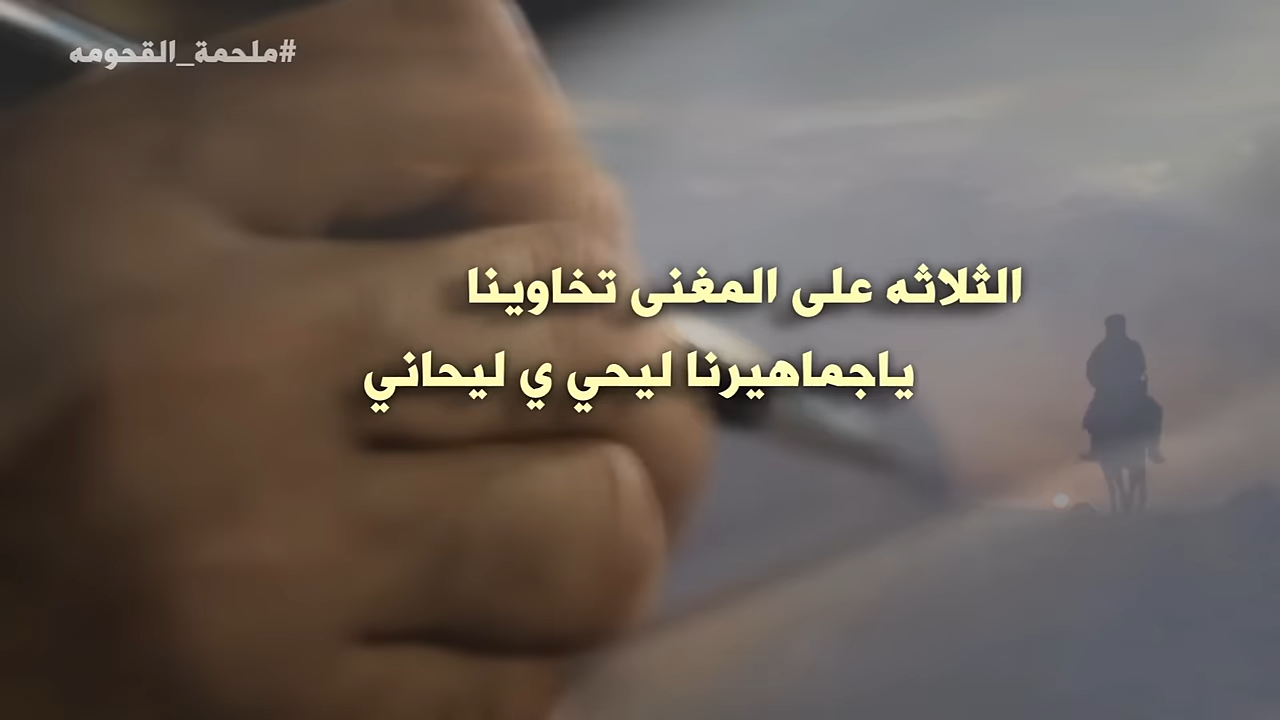 #ملحمة_القحومه
الثلاثه على المغنى تخاوينا
ياجماهيرنا ليحي ي ليحاني